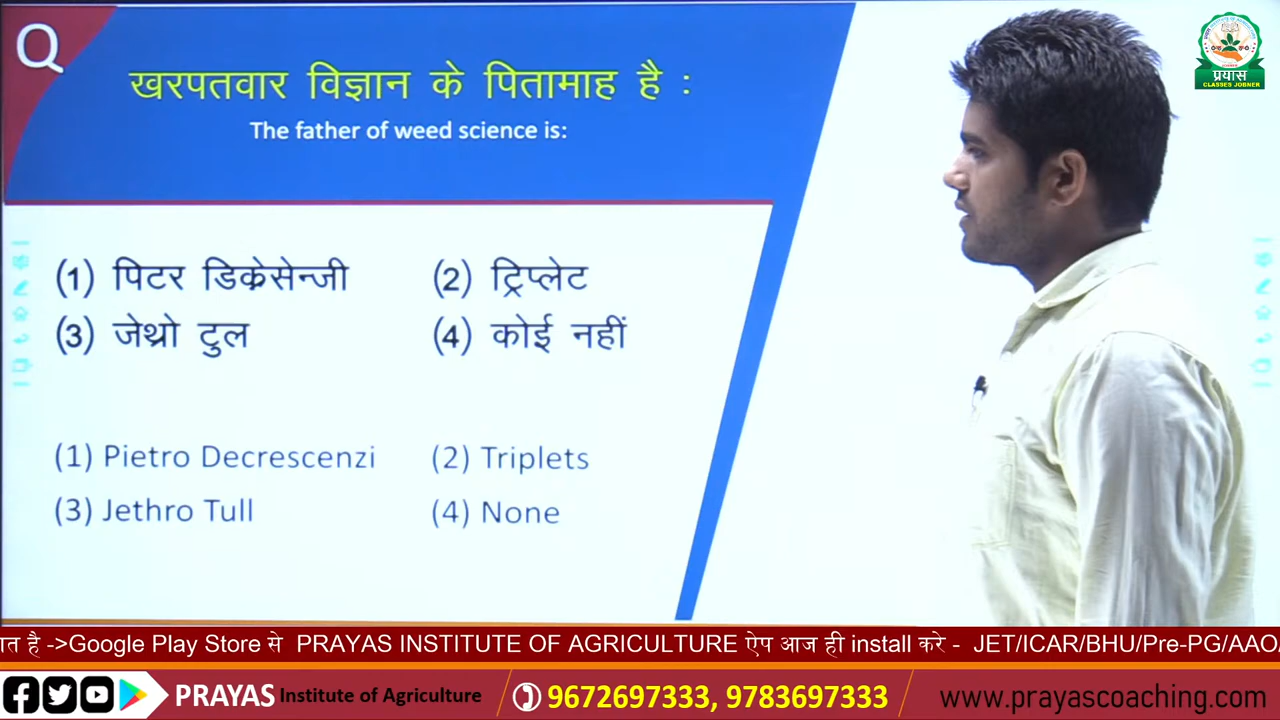 Q
खरपतवार विज्ञान के पितामाह है :
The father of weed science is:
(1) पिटर डिक्रेसेन्जी
(2) ट्रिप्लेट
(3) जेथ्रो टुल
(4) कोई नहीं
(1) Pietro Decrescenzi
(2) Triplets
(3) Jethro Tull
(4) None
प्रयास
CLASSES JOBNER
है ->Google Play Store से PRAYAS INSTITUTE OF AGRICULTURE ऐप आज ही install करे - JET/ICAR/BHU/Pre-PG/AAO
PRAYAS Institute of Agriculture
9672697333, 9783697333
www.prayascoaching.com